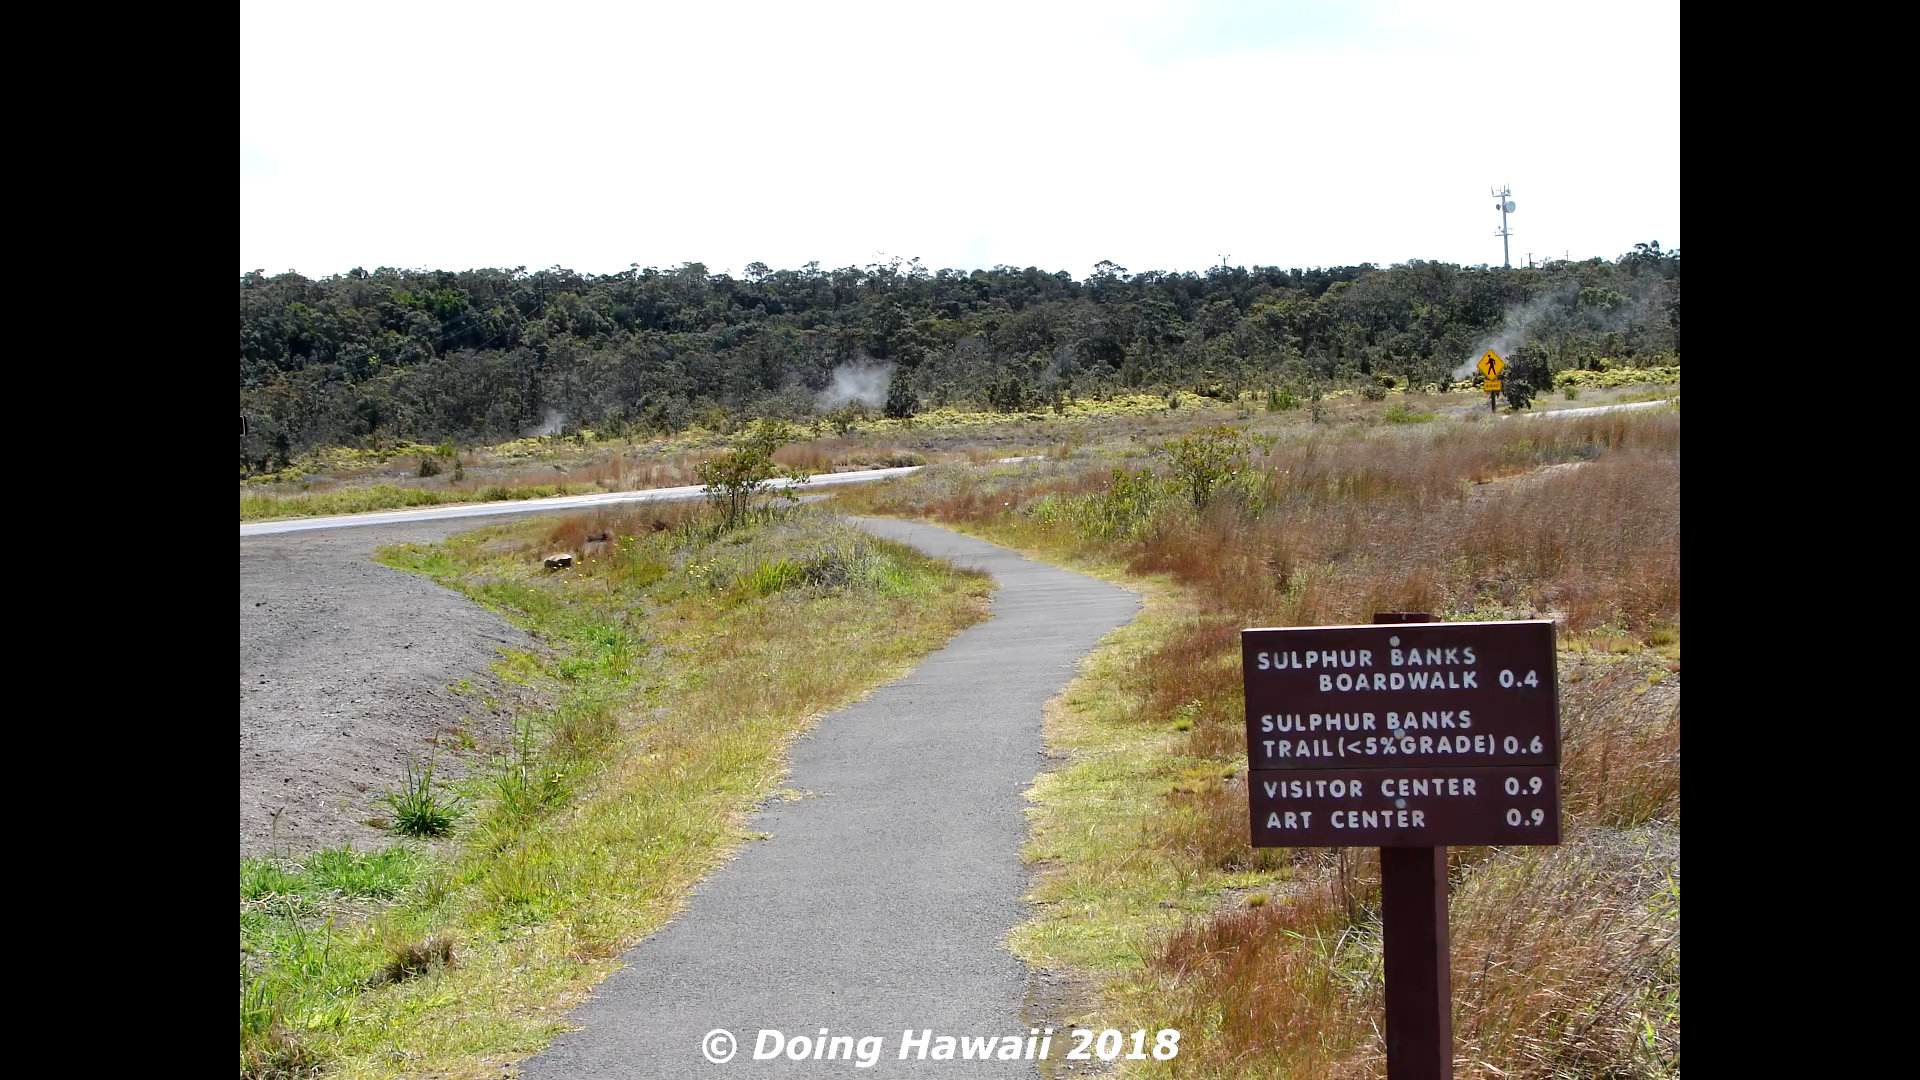 SULPHUR BANKS
BOARDWALK 0.4
SULPHUR BANKS
TRAIL (<5% GRADE) 0.6
VISITOR CENTER 0.9
ART CENTER 0.9
© Doing Hawaii 2018